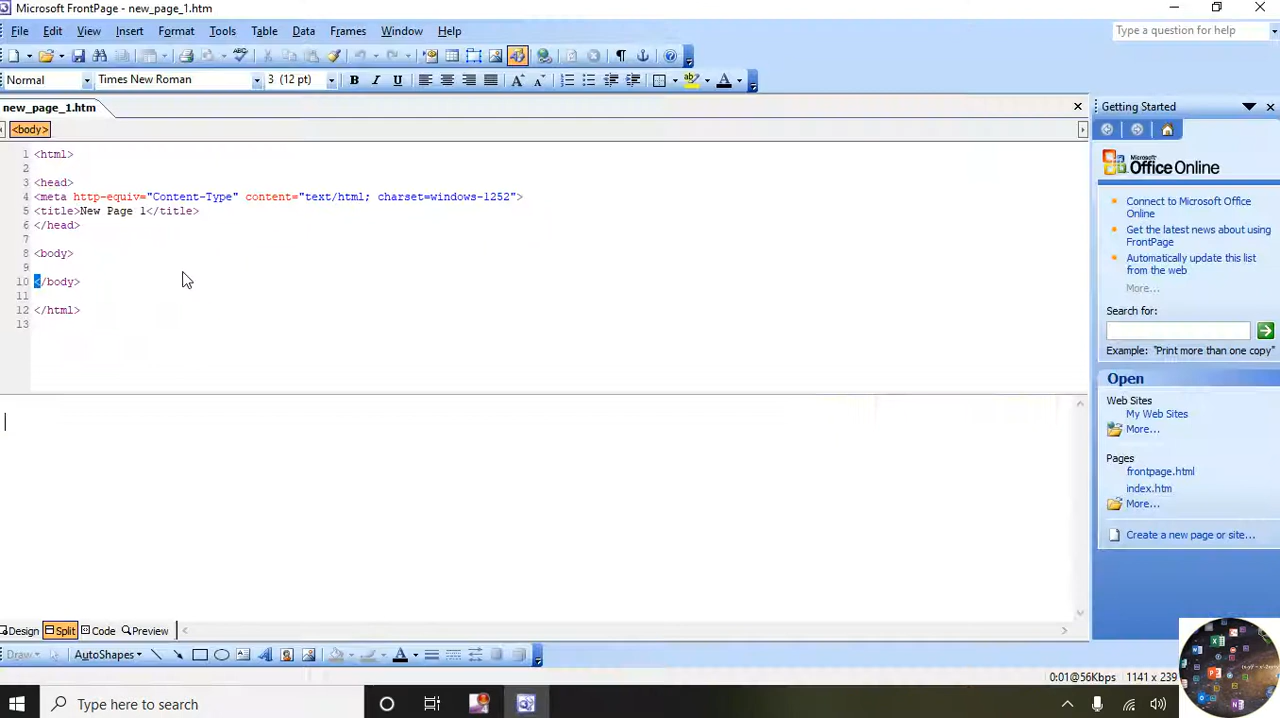 Microsoft FrontPage - new_page_1.htm
File Edit View Insert Format Tools Table Data Frames Window Help
Type a question for help
Normal Times New Roman 3 (12 pt) B I U A A ab A
new_page_1.htm
<body>
1 <html>
2
3 <head>
4 <meta http-equiv="Content-Type" content="text/html; charset=windows-1252">
5 <title>New Page 1</title>
6 </head>
7
8 <body>
9
10 </body>
11
12 </html>
13
Getting Started
Microsoft
Office Online
Connect to Microsoft Office
Online
Get the latest news about using
FrontPage
Automatically update this list
from the web
More...
Search for:
Example: "Print more than one copy"
Open
Web Sites
My Web Sites
More...
Pages
frontpage.html
index.htm
More...
Create a new page or site...
Design Split Code Preview
Draw AutoShapes
0:01@56Kbps 1141 x 239
Type here to search